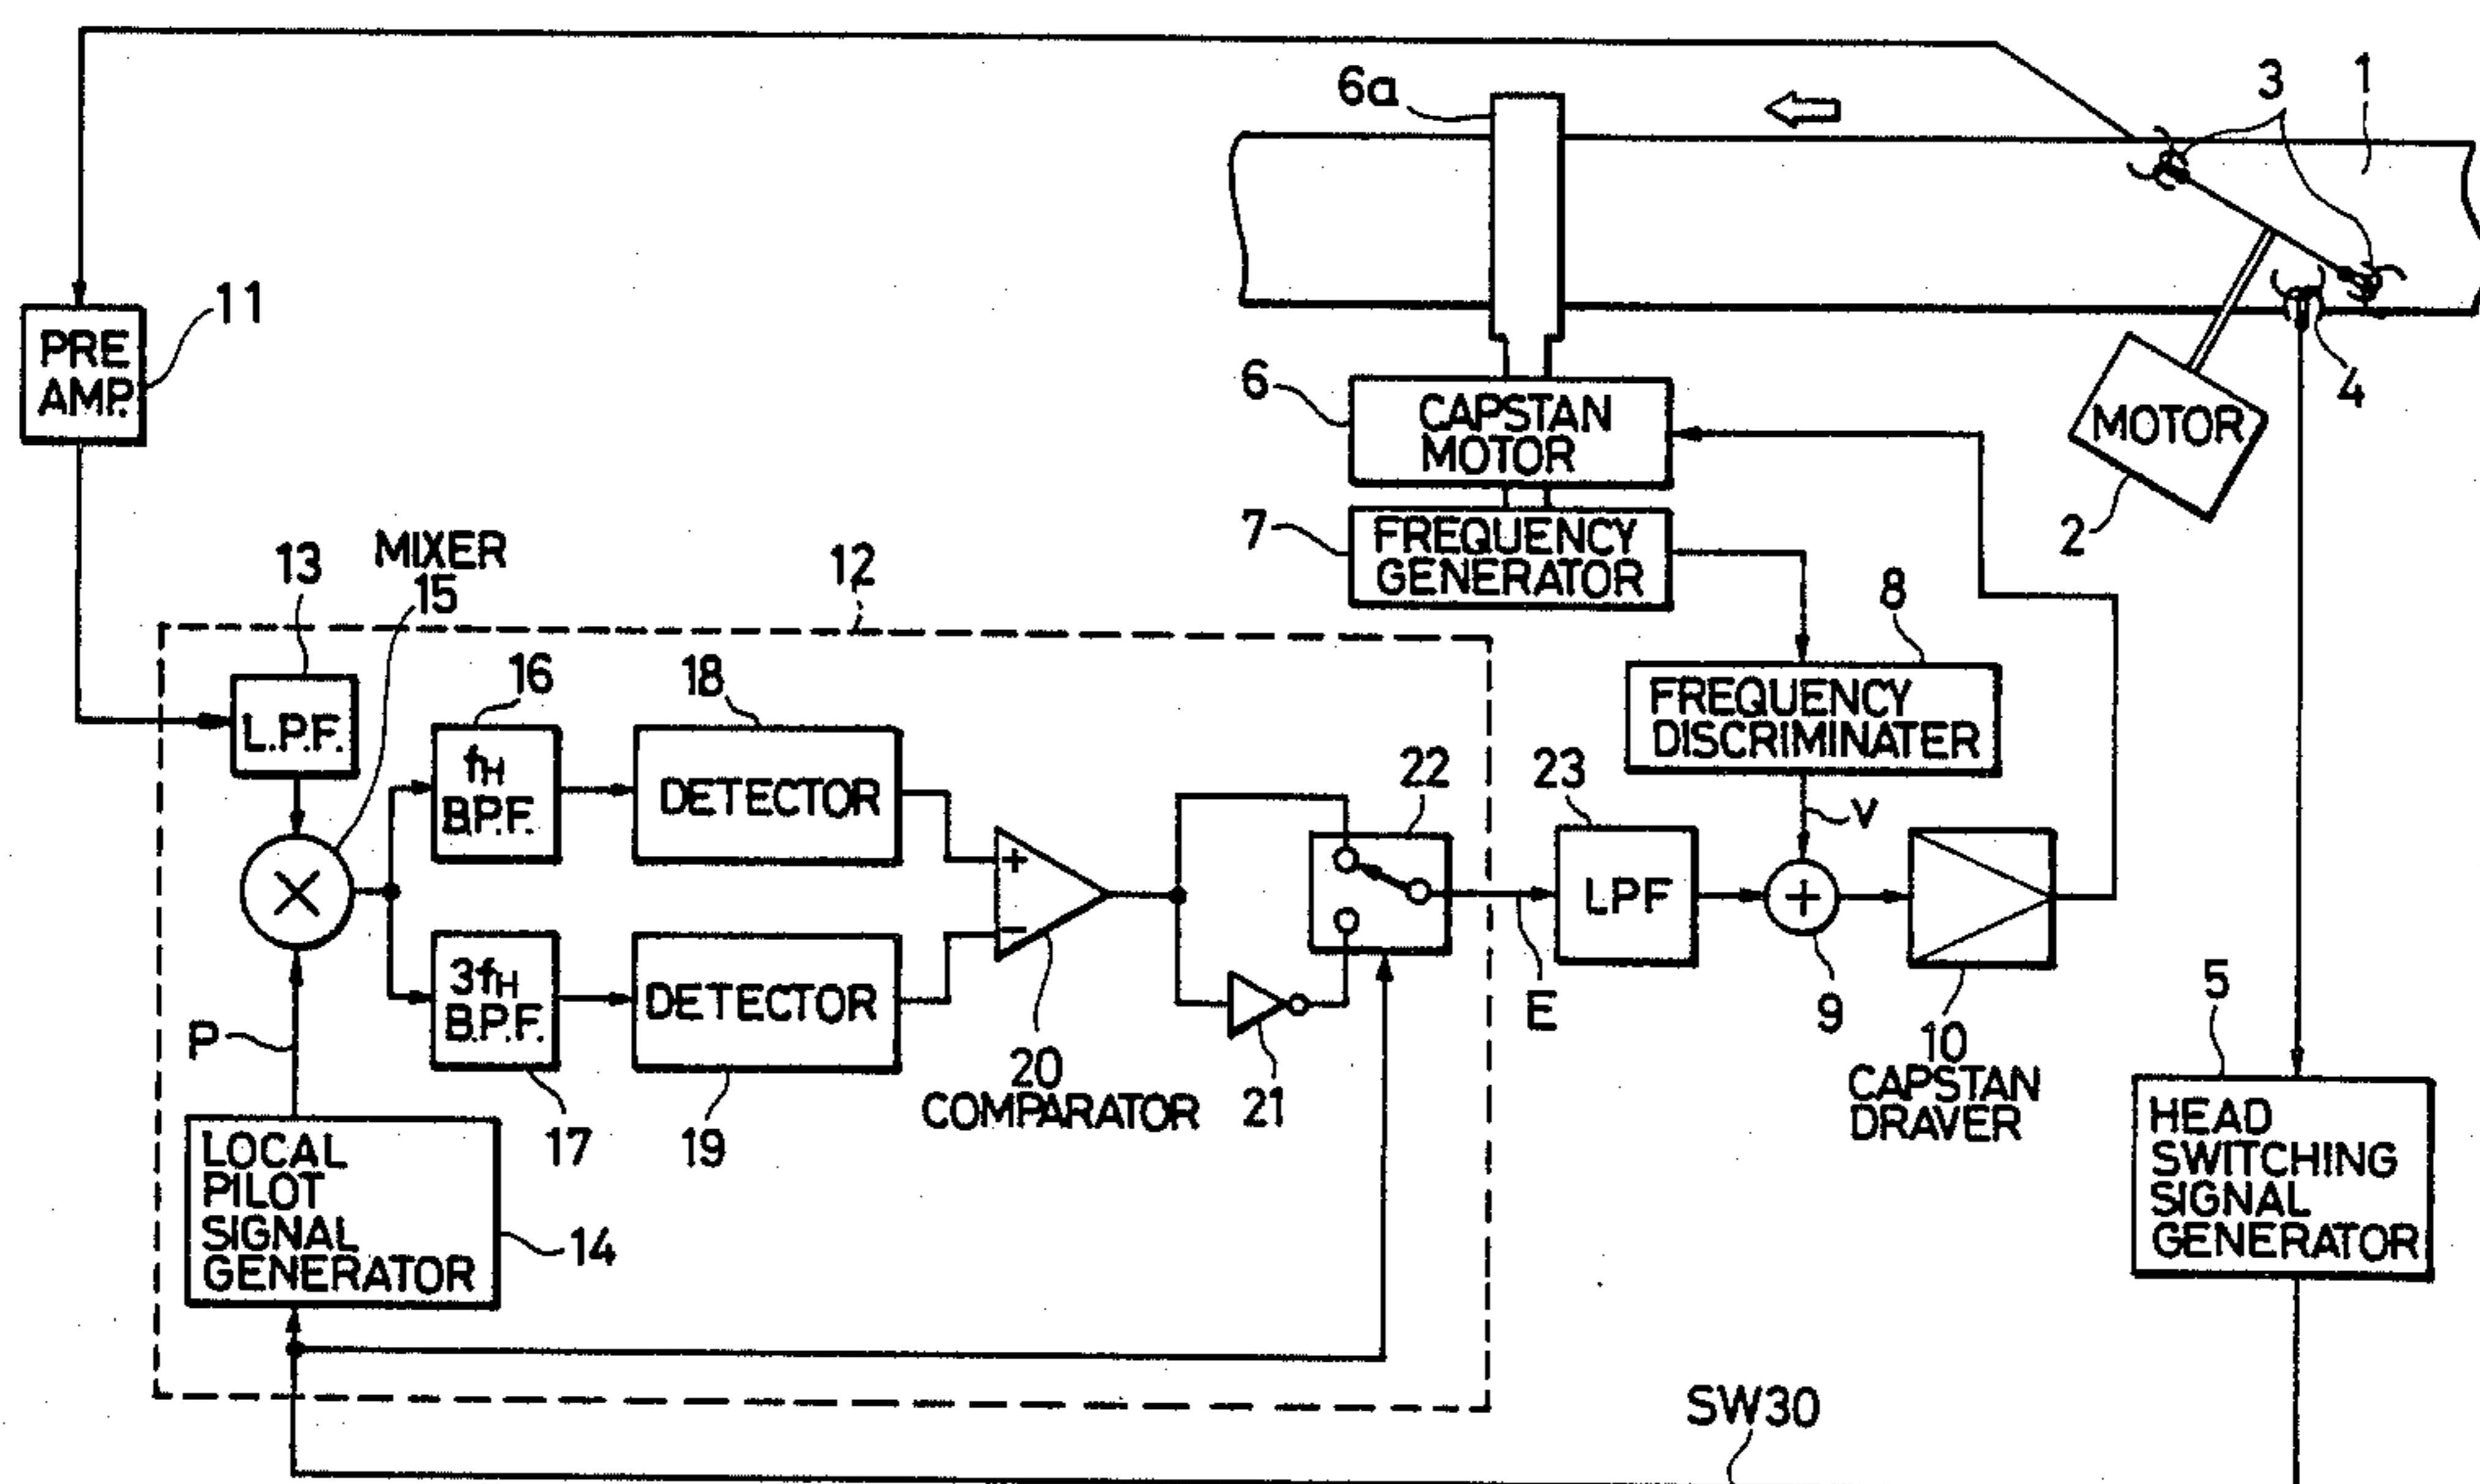 6a
3
1
PRE
AMP.
11
6
CAPSTAN
MOTOR
4
MOTOR
2
7
FREQUENCY
GENERATOR
MIXER
13
15
12
8
16
18
L.P.F.
FREQUENCY
DISCRIMINATER
fH
B.P.F.
DETECTOR
22
23
V
+
LPF
+
×
−
3fH
B.P.F.
DETECTOR
E
9
5
P
20
COMPARATOR
21
10
CAPSTAN
DRAVER
17
19
LOCAL
PILOT
SIGNAL
GENERATOR
14
HEAD
SWITCHING
SIGNAL
GENERATOR
SW30